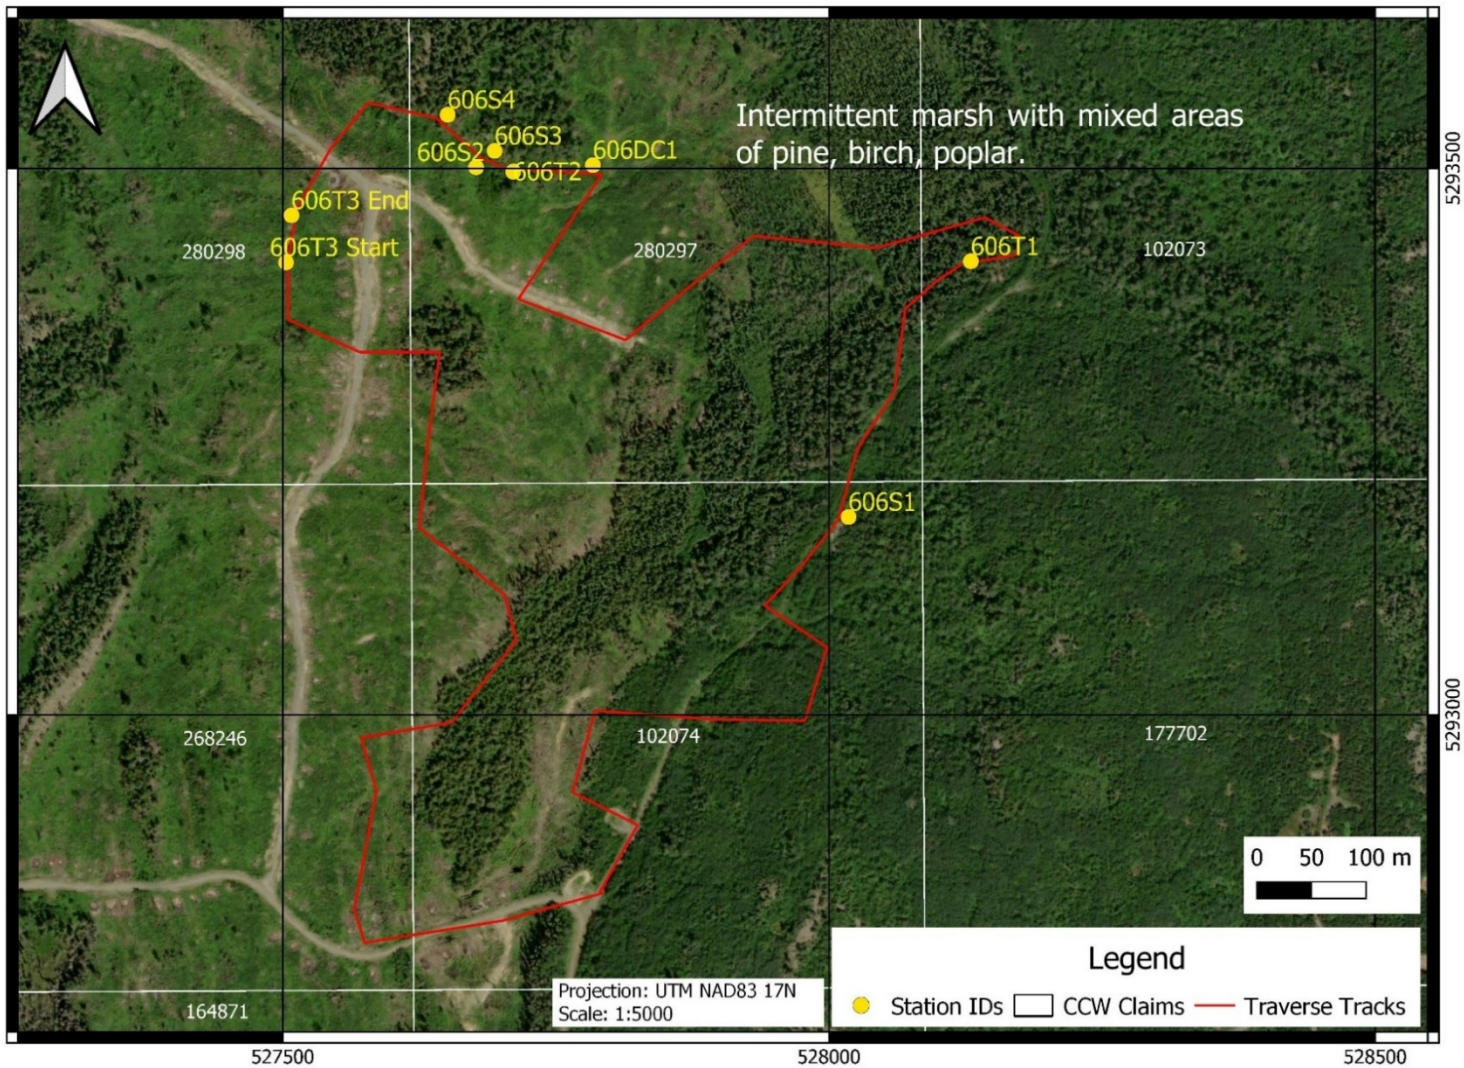 606S4
606S3
606S2
606DC1
606T2
Intermittent marsh with mixed areas
of pine, birch, poplar.
5293500
606T3 End
606T3 Start
280298
280297
606T1
102073
606S1
5293000
268246
102074
177702
0 50 100 m
Legend
Station IDs CCW Claims Traverse Tracks
Projection: UTM NAD83 17N
Scale: 1:5000
164871
527500
528000
528500